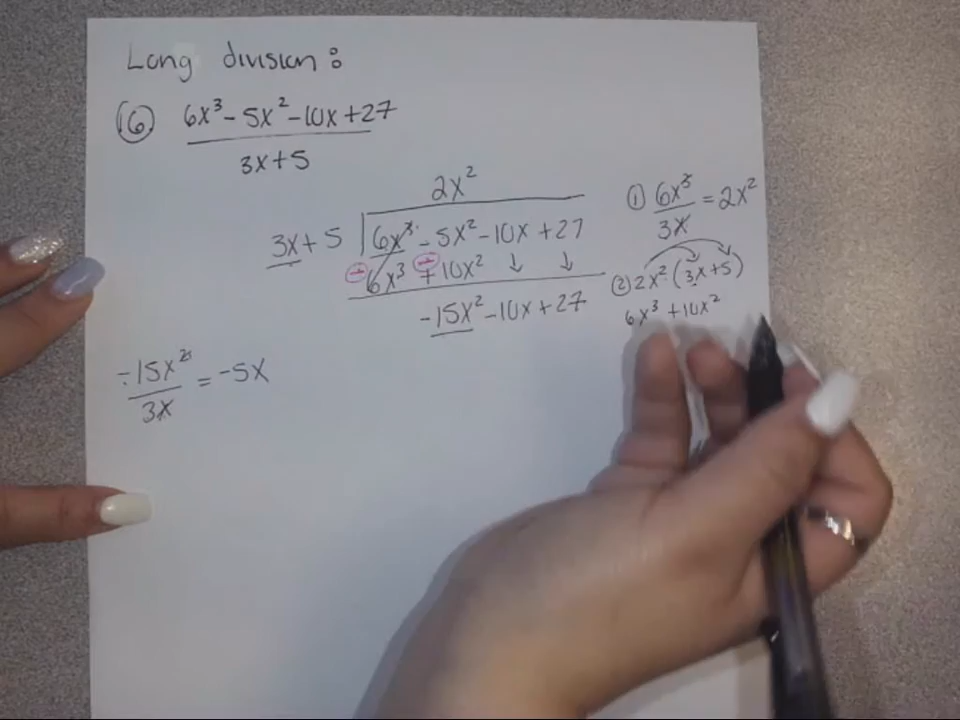 Long division:
(6) 6x³ - 5x² - 10x + 27
3x + 5
2x²
3x + 5 6x³ - 5x² - 10x + 27
- 6x³ + 10x² ↓ ↓
-15x² - 10x + 27
-15x² = -5x
3x
① 6x³ = 2x²
3x
② 2x² (3x + 5)
6x³ + 10x²